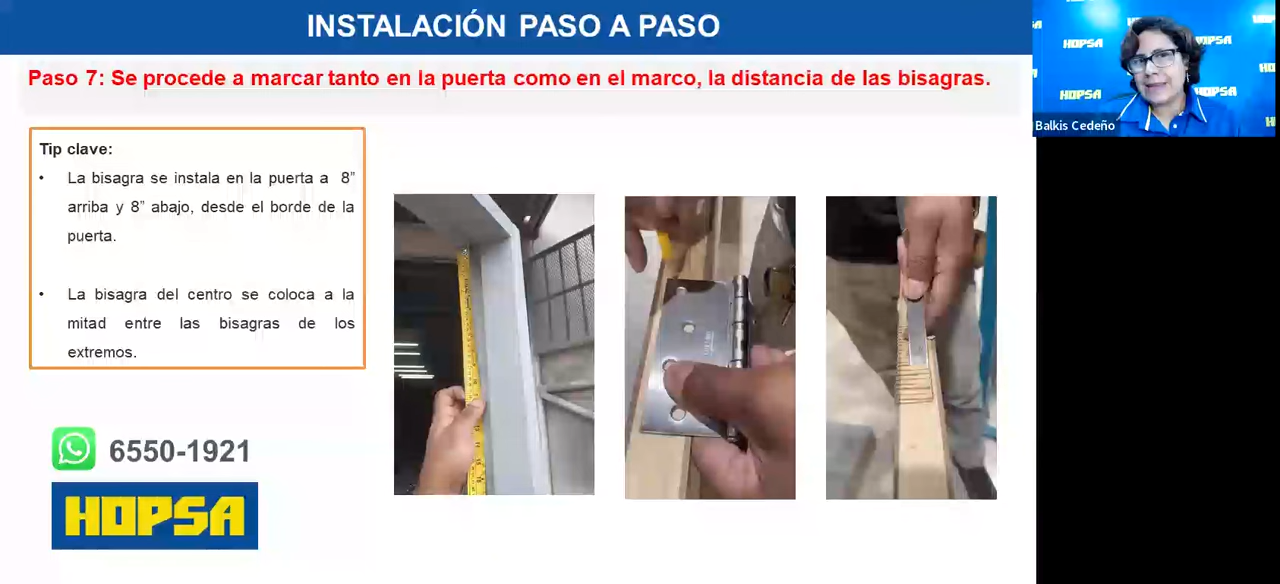 INSTALACIÓN PASO A PASO
Paso 7: Se procede a marcar tanto en la puerta como en el marco, la distancia de las bisagras.
HOPSA
HOPSA
HOPSA
Balkis Cedeño
Tip clave:
• La bisagra se instala en la puerta a 8”
arriba y 8” abajo, desde el borde de la
puerta.
• La bisagra del centro se coloca a la
mitad entre las bisagras de los
extremos.
6550-1921
HOPSA